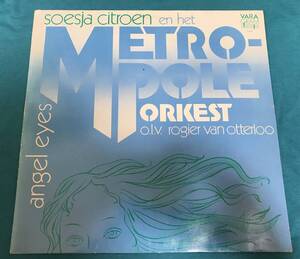 soesja citroen en het
METRO-
POLE
ORKEST
o.l.v. rogier van otterloo
angel eyes
VARA